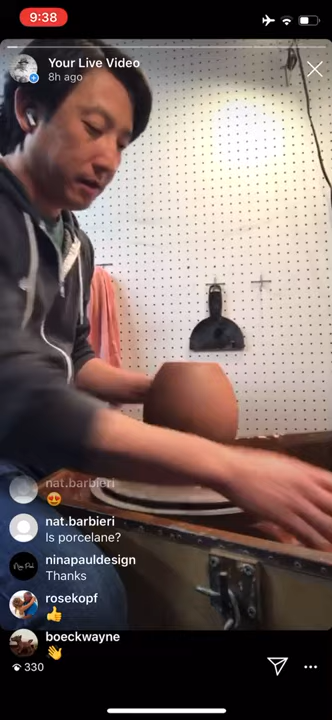 9:38
Your Live Video
8h ago
nat.barbieri
😍
nat.barbieri
Is porcelane?
ninapauldesign
Thanks
rosekopf
👍
boeckwayne
👋
330